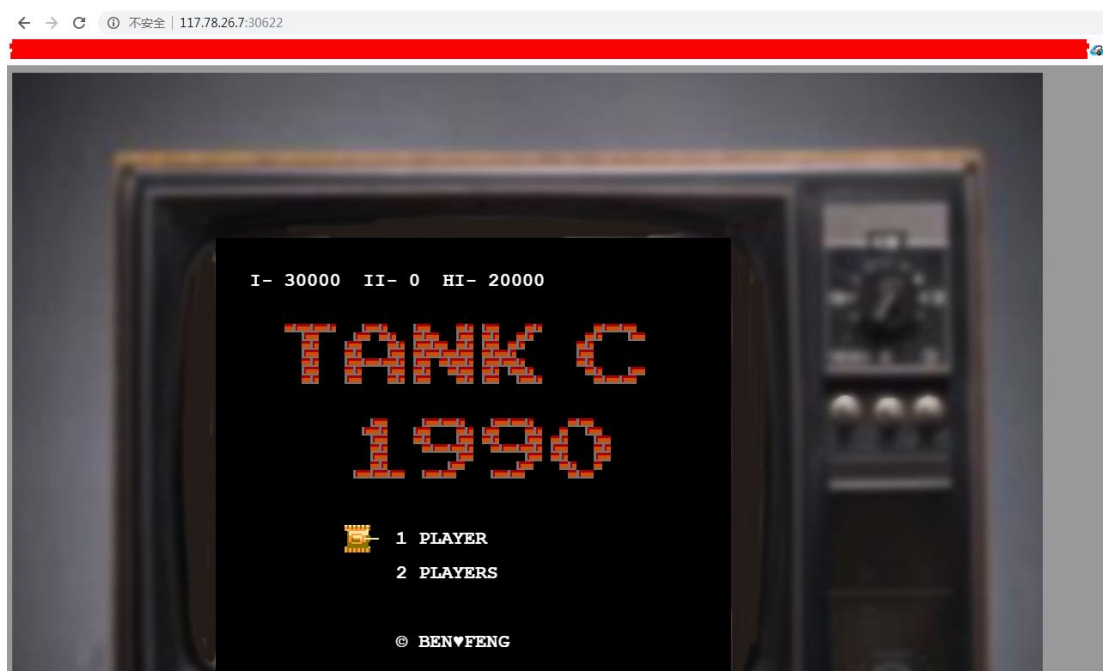 不安全 | 117.78.26.7:30622
I- 30000 II- 0 HI- 20000
TANK C
1990
1 PLAYER
2 PLAYERS
© BEN♥FENG